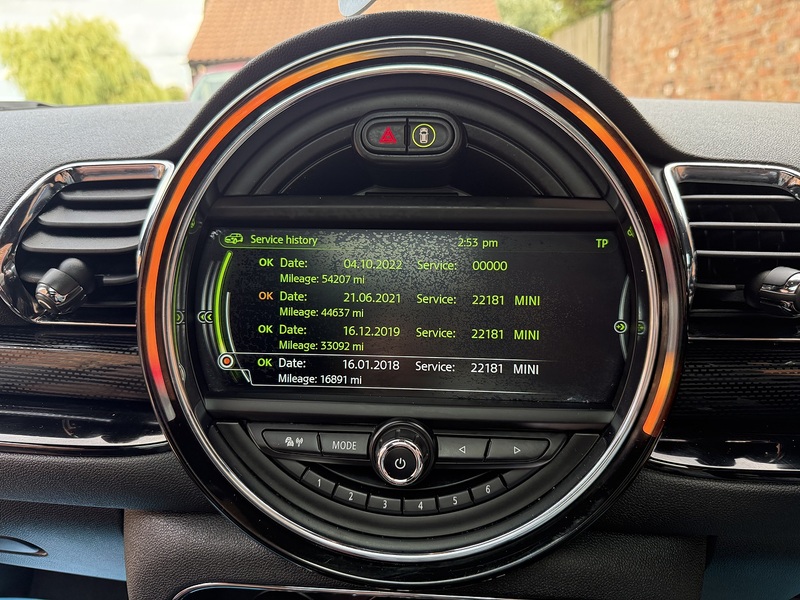 Service history 2:53 pm TP
OK Date: 04.10.2022 Service: 00000
Mileage: 54207 mi
OK Date: 21.06.2021 Service: 22181 MINI
Mileage: 44637 mi
OK Date: 16.12.2019 Service: 22181 MINI
Mileage: 33092 mi
OK Date: 16.01.2018 Service: 22181 MINI
Mileage: 16891 mi
MODE
1 2 3 4 5 6